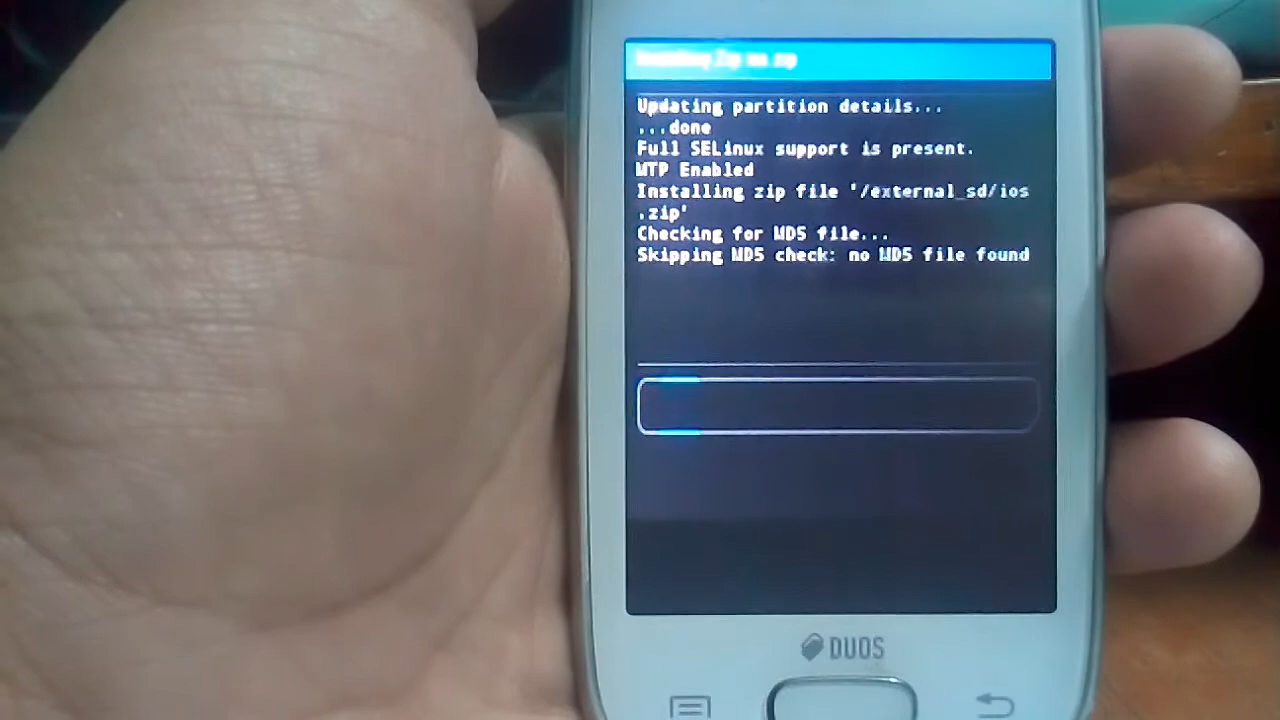 Updating partition details...
...done
Full SELinux support is present.
MTP Enabled
Installing zip file '/external_sd/ios
.zip'
Checking for MD5 file...
Skipping MD5 check: no MD5 file found
DUOS